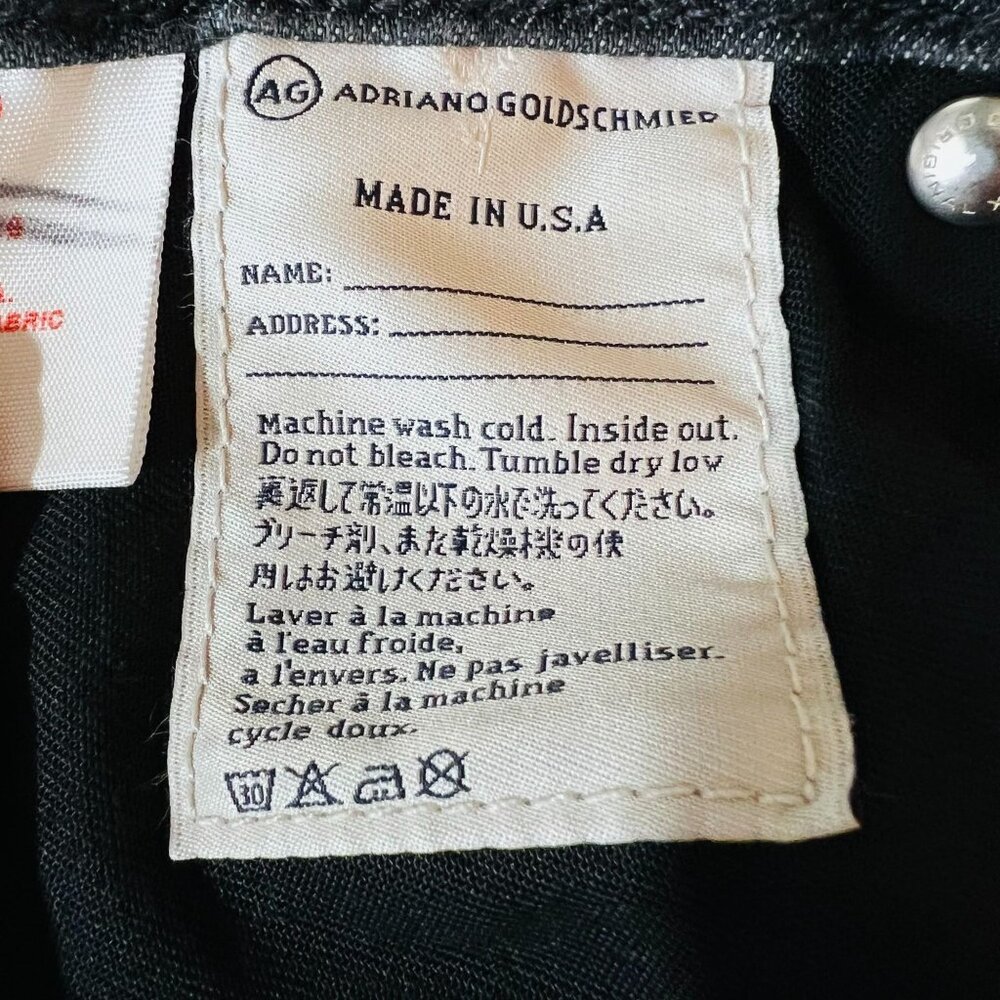 AG ADRIANO GOLDSCHMIED
MADE IN U.S.A
NAME:
ADDRESS:
Machine wash cold. Inside out.
Do not bleach. Tumble dry low
裏返して常温以下の水で洗ってください。
ブリーチ剤、また乾燥機の使
用はお避けください。
Laver à la machine
à l'eau froide,
a l'envers. Ne pas javelliser.
Secher à la machine
cycle doux.
30